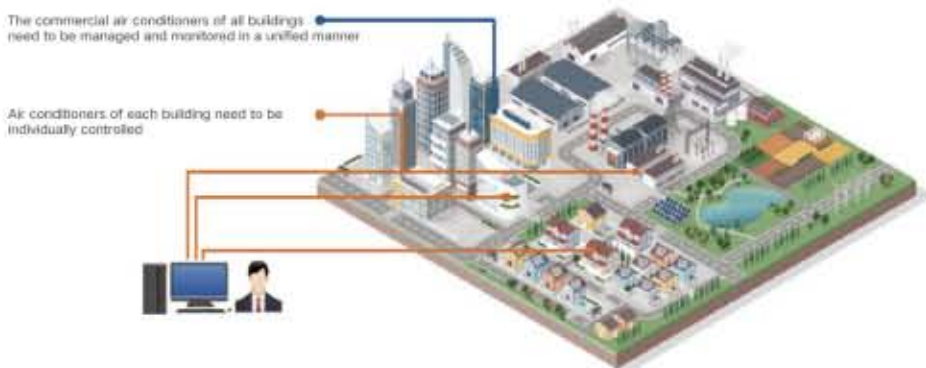 The commercial air conditioners of all buildings
need to be managed and monitored in a unified manner
Air conditioners of each building need to be
individually controlled